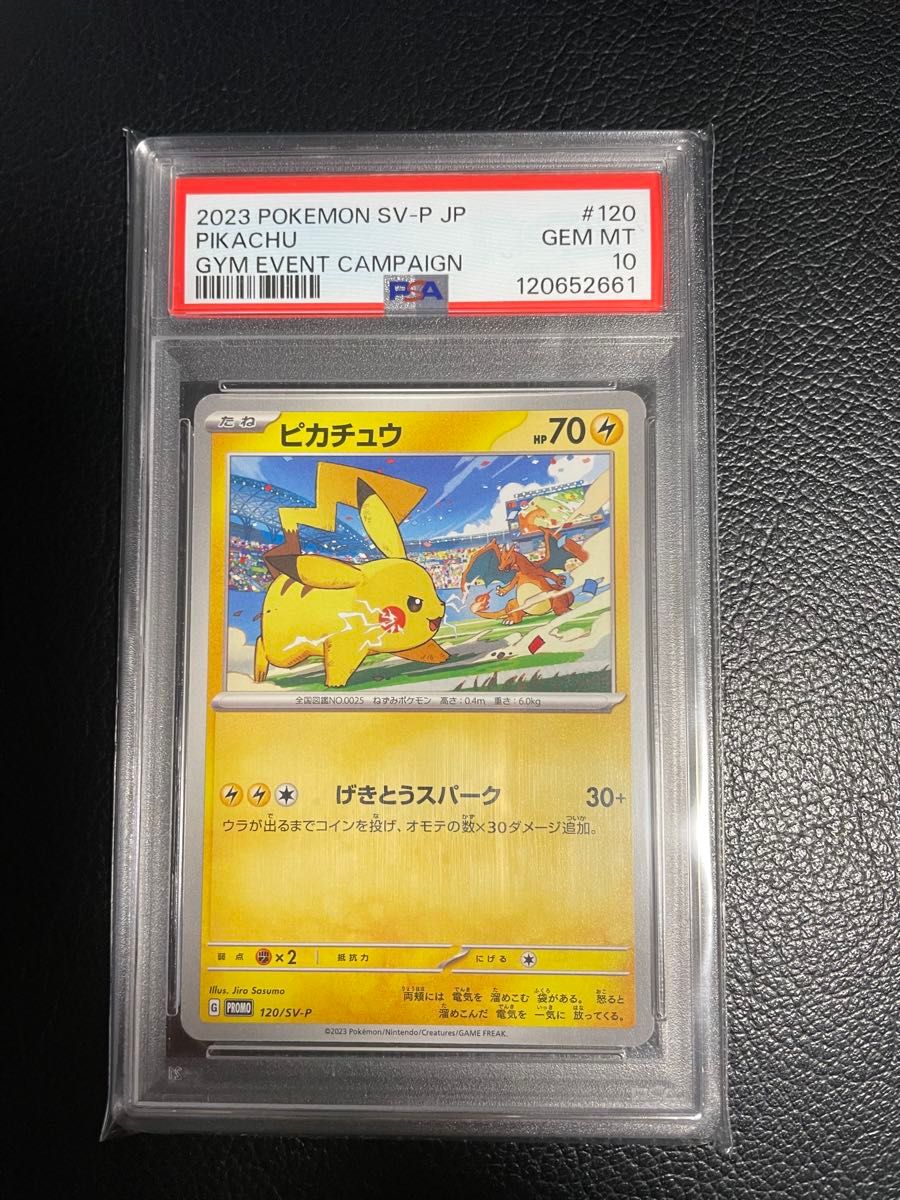 2023 POKEMON SV-P JP #120
PIKACHU GEM MT
GYM EVENT CAMPAIGN 10
PSA 120652661
たね ピカチュウ HP70
全国図鑑NO.0025 ねずみポケモン 高さ:0.4m 重さ:6.0kg
げきとうスパーク 30+
ウラが出るまでコインを投げ、オモテの数×30ダメージ追加。
弱点 ×2 抵抗力 にげる
Illus. Jiro Sasumo
両頬には 電気を 溜めこむ 袋がある。 怒ると
溜めこんだ 電気を 一気に 放ってくる。
G PROMO 120/SV-P
©2023 Pokémon/Nintendo/Creatures/GAME FREAK.